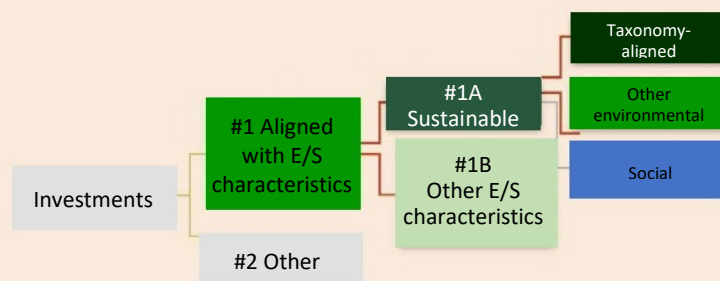 Investments
#1 Aligned
with E/S
characteristics
#2 Other
#1A
Sustainable
#1B
Other E/S
characteristics
Taxonomy-
aligned
Other
environmental
Social